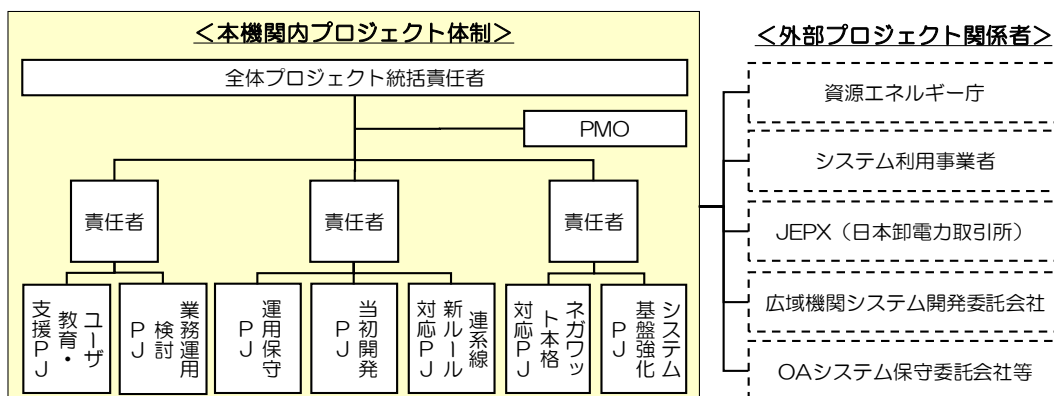 ＜本機関内プロジェクト体制＞
全体プロジェクト統括責任者
PMO
責任者
責任者
責任者
ユーザ
教育・
支援ＰＪ
業務運用
検討
ＰＪ
運用保守
ＰＪ
当初開発
ＰＪ
連系線
新ルール
対応ＰＪ
ネガワッ
ト本格
対応ＰＪ
システム
基盤強化
ＰＪ
＜外部プロジェクト関係者＞
資源エネルギー庁
システム利用事業者
JEPX（日本卸電力取引所）
広域機関システム開発委託会社
OAシステム保守委託会社等